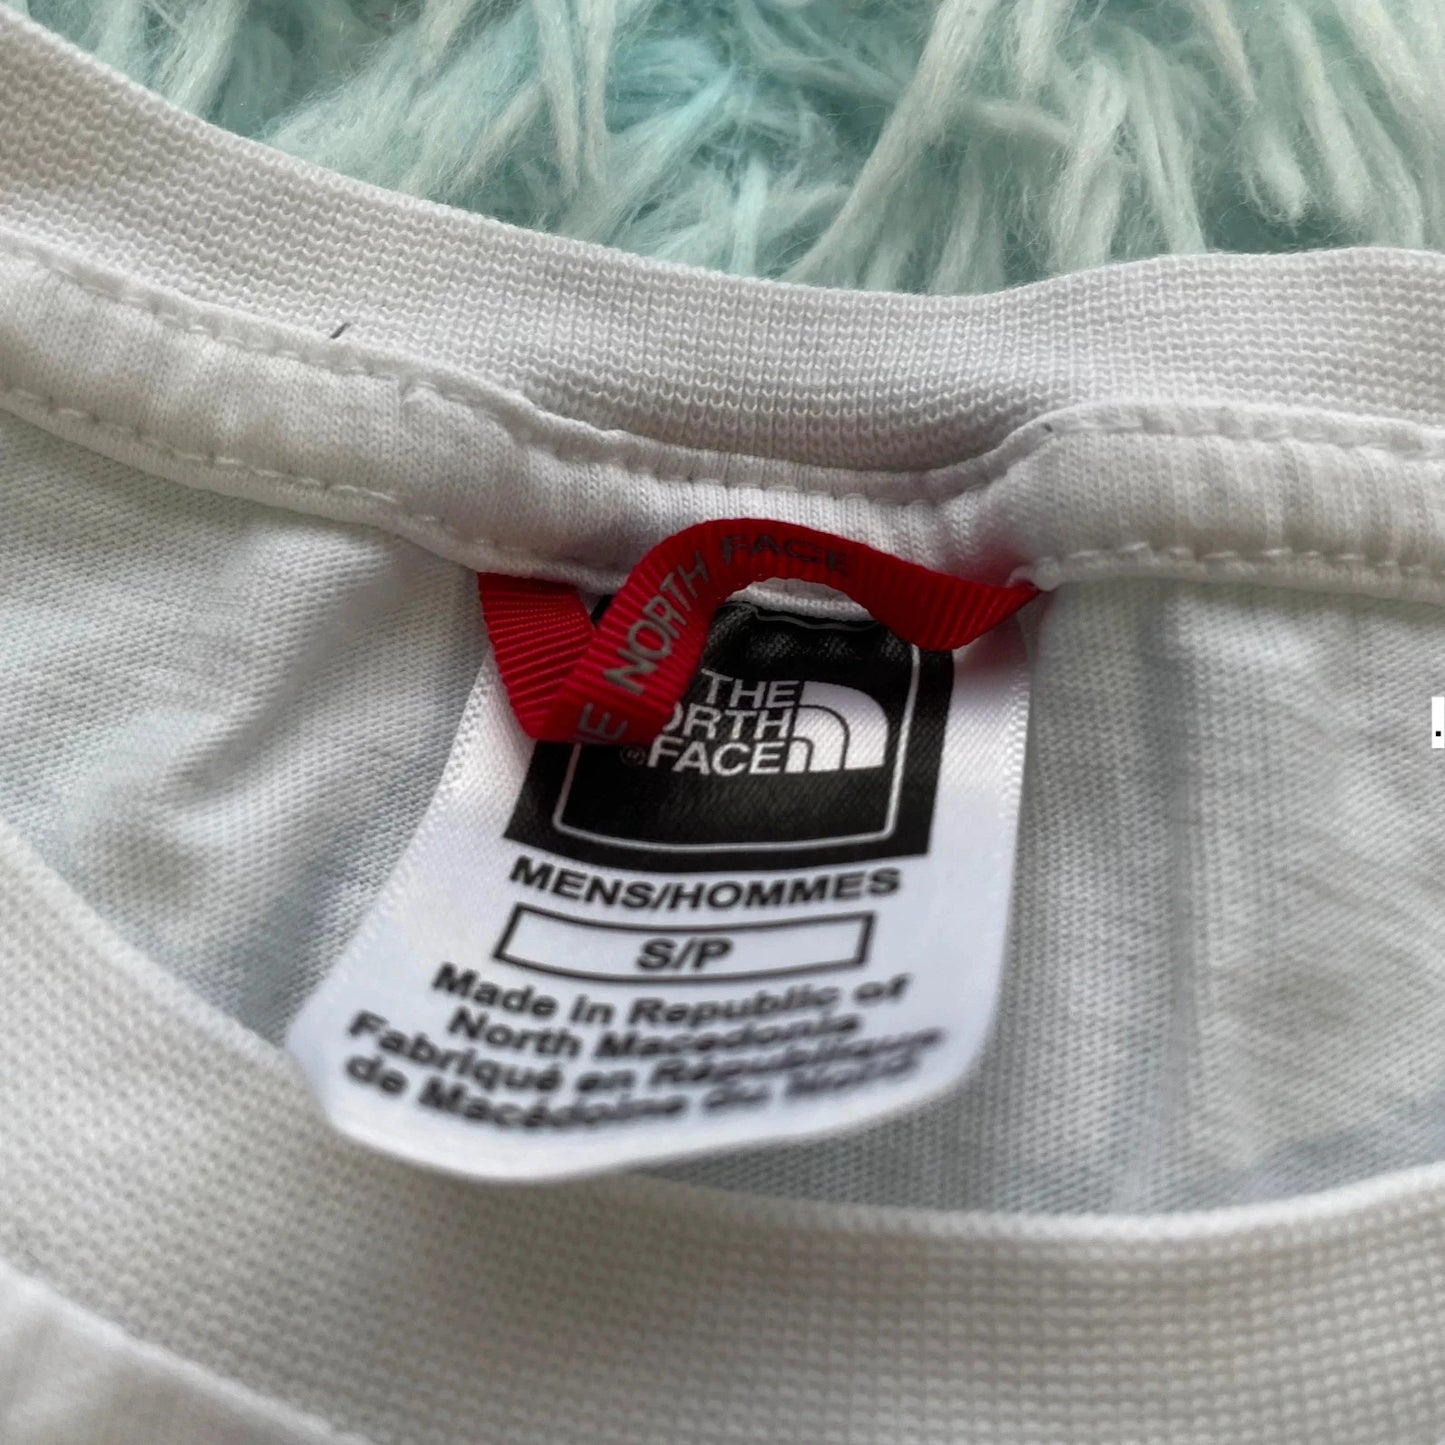 THE NORTH FACE
THE
ORTH
FACE
®
MENS/HOMMES
S/P
Made in Republic of
North Macedonia
Fabriqué en République
de Macédoine du Nord
.